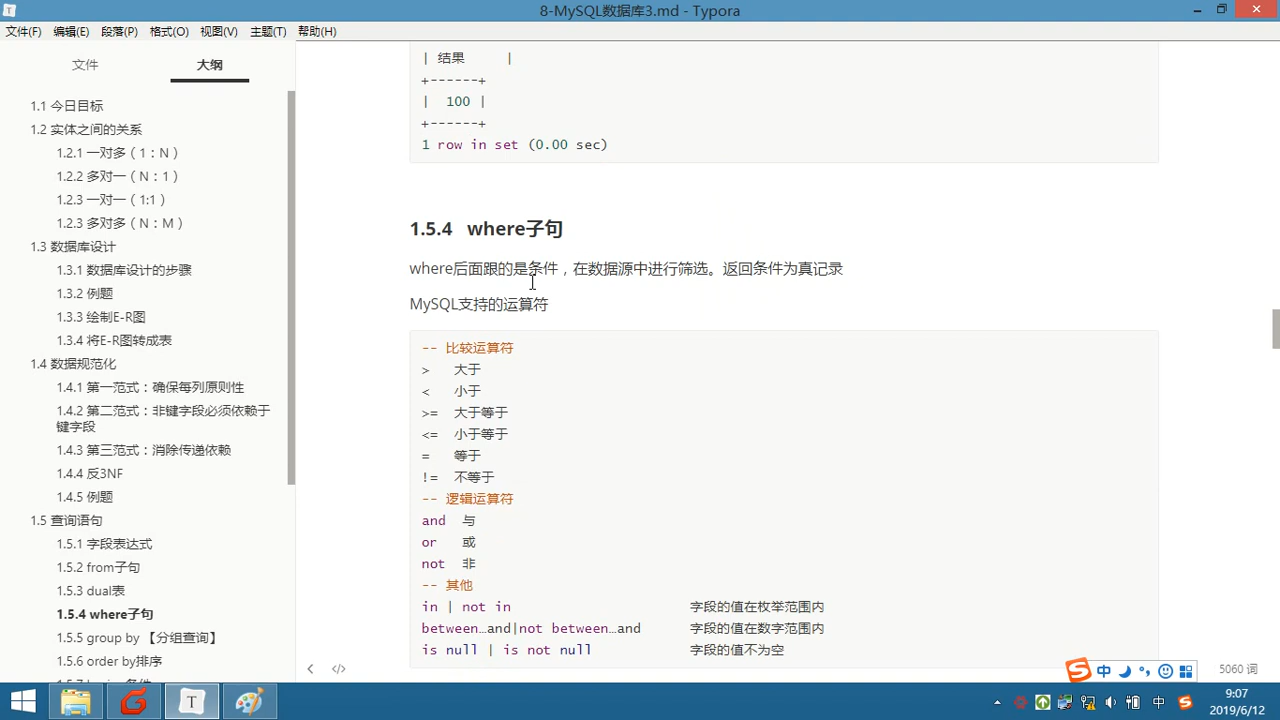 8-MySQL数据库3.md - Typora
文件(F) 编辑(E) 段落(P) 格式(O) 视图(V) 主题(T) 帮助(H)
文件 大纲
1.1 今日目标
1.2 实体之间的关系
1.2.1 一对多（1：N）
1.2.2 多对一（N：1）
1.2.3 一对一（1:1）
1.2.3 多对多（N：M）
1.3 数据库设计
1.3.1 数据库设计的步骤
1.3.2 例题
1.3.3 绘制E-R图
1.3.4 将E-R图转成表
1.4 数据规范化
1.4.1 第一范式：确保每列原则性
1.4.2 第二范式：非键字段必须依赖于
键字段
1.4.3 第三范式：消除传递依赖
1.4.4 反3NF
1.4.5 例题
1.5 查询语句
1.5.1 字段表达式
1.5.2 from子句
1.5.3 dual表
1.5.4 where子句
1.5.5 group by 【分组查询】
1.5.6 order by排序
| 结果 |
+------+
| 100 |
+------+
1 row in set (0.00 sec)
1.5.4 where子句
where后面跟的是条件，在数据源中进行筛选。返回条件为真记录
MySQL支持的运算符
-- 比较运算符
> 大于
< 小于
>= 大于等于
<= 小于等于
= 等于
!= 不等于
-- 逻辑运算符
and 与
or 或
not 非
-- 其他
in | not in 字段的值在枚举范围内
between…and|not between…and 字段的值在数字范围内
is null | is not null 字段的值不为空
5060 词
中
9:07
2019/6/12